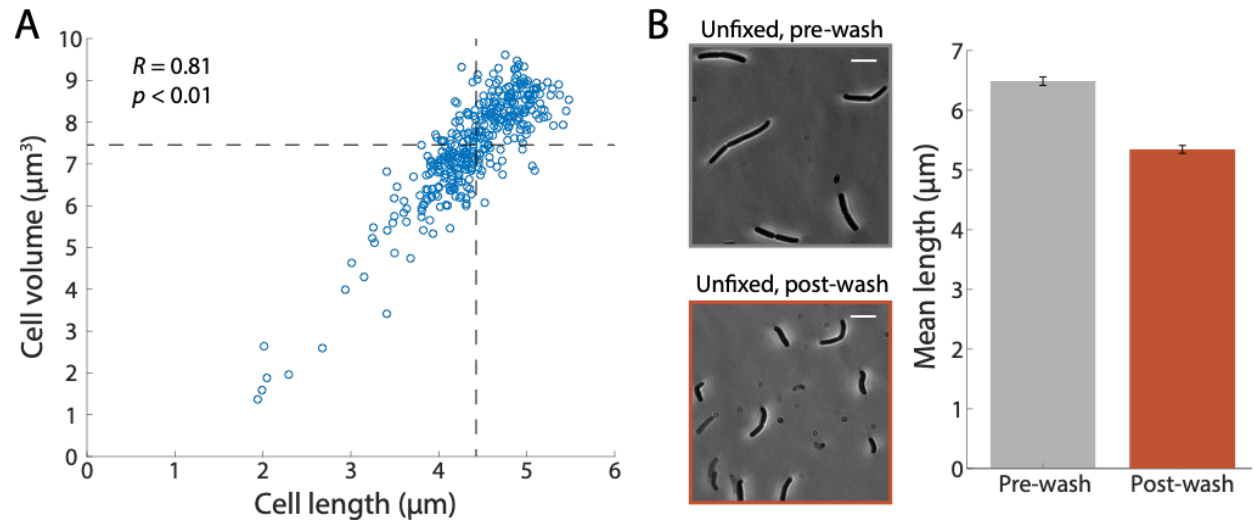 A
R = 0.81
p < 0.01
Cell volume (µm³)
10
9
8
7
6
5
4
3
2
1
0
0 1 2 3 4 5 6
Cell length (µm)
B
Unfixed, pre-wash
Unfixed, post-wash
Mean length (µm)
7
6
5
4
3
2
1
0
Pre-wash Post-wash